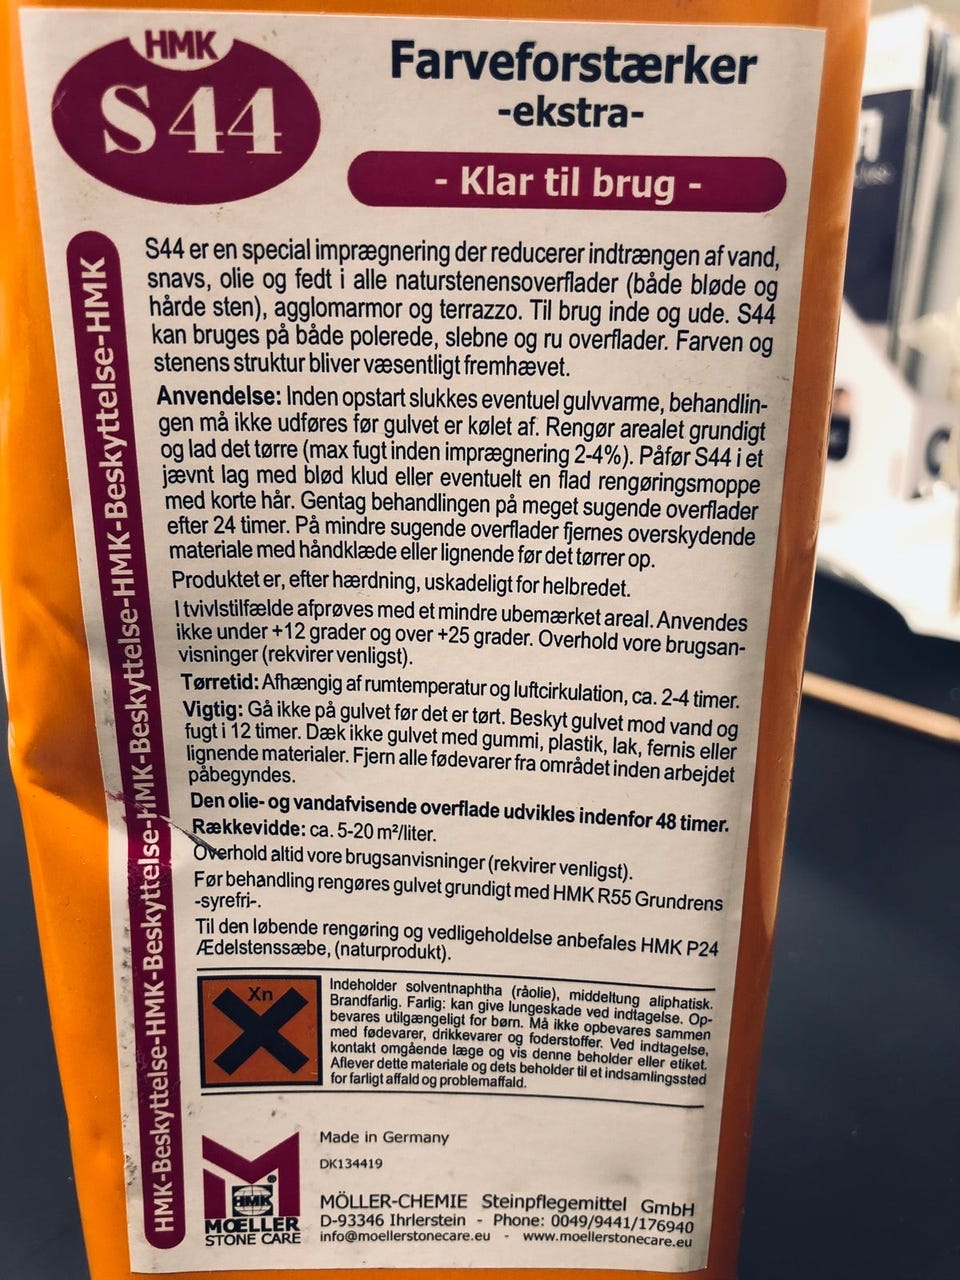 HMK
S44
Farveforstærker
-ekstra-
- Klar til brug -
HMK-Beskyttelse-HMK-Beskyttelse-HMK-Beskyttelse-HMK-Beskyttelse-HMK-Beskyttelse-HMK
S44 er en special imprægnering der reducerer indtrængen af vand,
snavs, olie og fedt i alle naturstenensoverflader (både bløde og
hårde sten), agglomarmor og terrazzo. Til brug inde og ude. S44
kan bruges på både polerede, slebne og ru overflader. Farven og
stenens struktur bliver væsentligt fremhævet.
Anvendelse: Inden opstart slukkes eventuel gulvvarme, behandlin-
gen må ikke udføres før gulvet er kølet af. Rengør arealet grundigt
og lad det tørre (max fugt inden imprægnering 2-4%). Påfør S44 i et
jævnt lag med blød klud eller eventuelt en flad rengøringsmoppe
med korte hår. Gentag behandlingen på meget sugende overflader
efter 24 timer. På mindre sugende overflader fjernes overskydende
materiale med håndklæde eller lignende før det tørrer op.
Produktet er, efter hærdning, uskadeligt for helbredet.
I tvivlstilfælde afprøves med et mindre ubemærket areal. Anvendes
ikke under +12 grader og over +25 grader. Overhold vore brugsan-
visninger (rekvirer venligst).
Tørretid: Afhængig af rumtemperatur og luftcirkulation, ca. 2-4 timer.
Vigtig: Gå ikke på gulvet før det er tørt. Beskyt gulvet mod vand og
fugt i 12 timer. Dæk ikke gulvet med gummi, plastik, lak, fernis eller
lignende materialer. Fjern alle fødevarer fra området inden arbejdet
påbegyndes.
Den olie- og vandafvisende overflade udvikles indenfor 48 timer.
Rækkevidde: ca. 5-20 m²/liter.
Overhold altid vore brugsanvisninger (rekvirer venligst).
Før behandling rengøres gulvet grundigt med HMK R55 Grundrens
-syrefri-.
Til den løbende rengøring og vedligeholdelse anbefales HMK P24
Ædelstenssæbe, (naturprodukt).
Xn
Indeholder solventnaphtha (råolie), middeltung aliphatisk.
Brandfarlig. Farlig: kan give lungeskade ved indtagelse. Op-
bevares utilgængeligt for børn. Må ikke opbevares sammen
med fødevarer, drikkevarer og foderstoffer. Ved indtagelse,
kontakt omgående læge og vis denne beholder eller etiket.
Aflever dette materiale og dets beholder til et indsamlingssted
for farligt affald og problemaffald.
HMK
®
MŒLLER
STONE CARE
Made in Germany
DK134419
MÖLLER-CHEMIE Steinpflegemittel GmbH
D-93346 Ihrlerstein - Phone: 0049/9441/176940
info@moellerstonecare.eu - www.moellerstonecare.eu